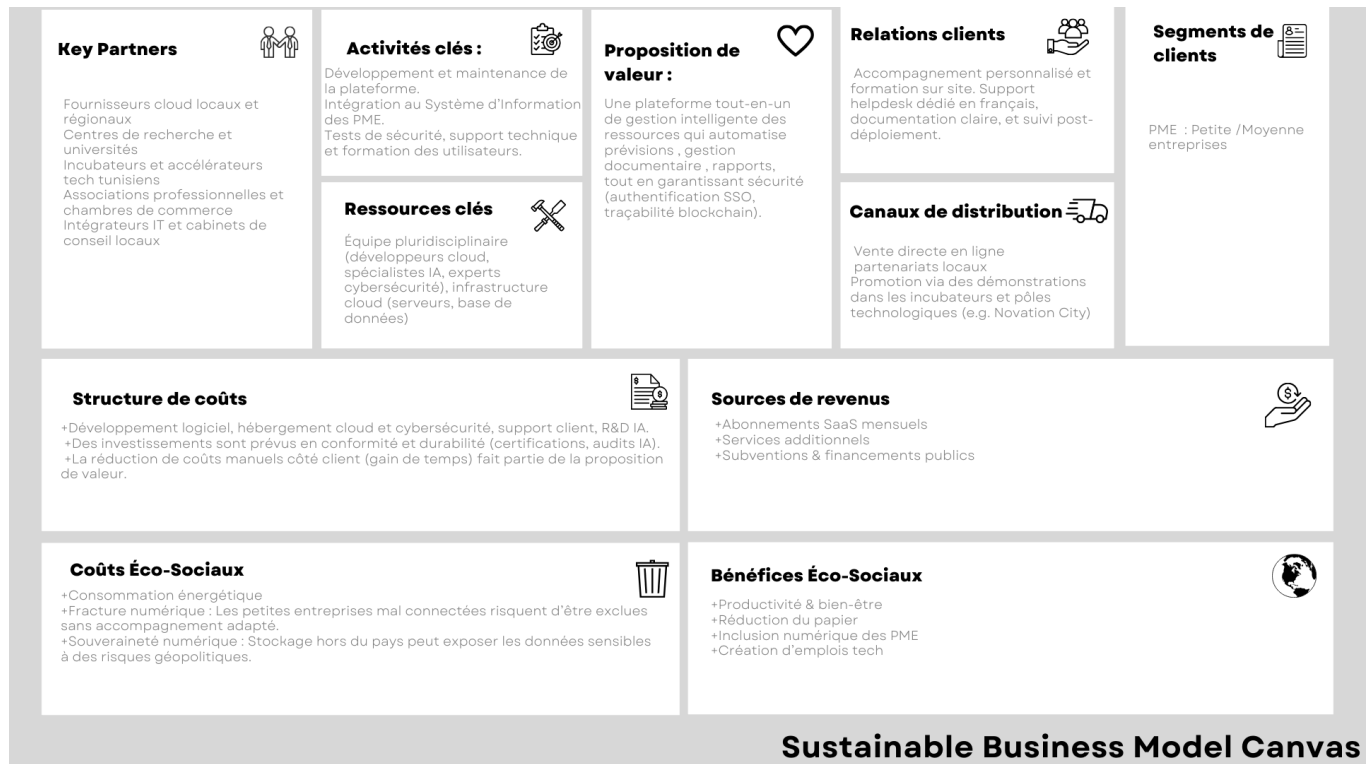 Key Partners
Fournisseurs cloud locaux et
régionaux
Centres de recherche et
universités
Incubateurs et accélérateurs
tech tunisiens
Associations professionnelles et
chambres de commerce
Intégrateurs IT et cabinets de
conseil locaux
Activités clés :
Développement et maintenance de
la plateforme.
Intégration au Système d'Information
des PME.
Tests de sécurité, support technique
et formation des utilisateurs.
Ressources clés
Équipe pluridisciplinaire
(développeurs cloud,
spécialistes IA, experts
cybersécurité), infrastructure
cloud (serveurs, base de
données)
Proposition de
valeur :
Une plateforme tout-en-un
de gestion intelligente des
ressources qui automatise
prévisions , gestion
documentaire , rapports,
tout en garantissant sécurité
(authentification SSO,
traçabilité blockchain).
Relations clients
Accompagnement personnalisé et
formation sur site. Support
helpdesk dédié en français,
documentation claire, et suivi post-
déploiement.
Canaux de distribution
Vente directe en ligne
partenariats locaux
Promotion via des démonstrations
dans les incubateurs et pôles
technologiques (e.g. Novation City)
Segments de
clients
PME : Petite /Moyenne
entreprises
Structure de coûts
+Développement logiciel, hébergement cloud et cybersécurité, support client, R&D IA.
+Des investissements sont prévus en conformité et durabilité (certifications, audits IA).
+La réduction de coûts manuels côté client (gain de temps) fait partie de la proposition
de valeur.
Sources de revenus
+Abonnements SaaS mensuels
+Services additionnels
+Subventions & financements publics
Coûts Éco-Sociaux
+Consommation énergétique
+Fracture numérique : Les petites entreprises mal connectées risquent d'être exclues
sans accompagnement adapté.
+Souveraineté numérique : Stockage hors du pays peut exposer les données sensibles
à des risques géopolitiques.
Bénéfices Éco-Sociaux
+Productivité & bien-être
+Réduction du papier
+Inclusion numérique des PME
+Création d'emplois tech
Sustainable Business Model Canvas